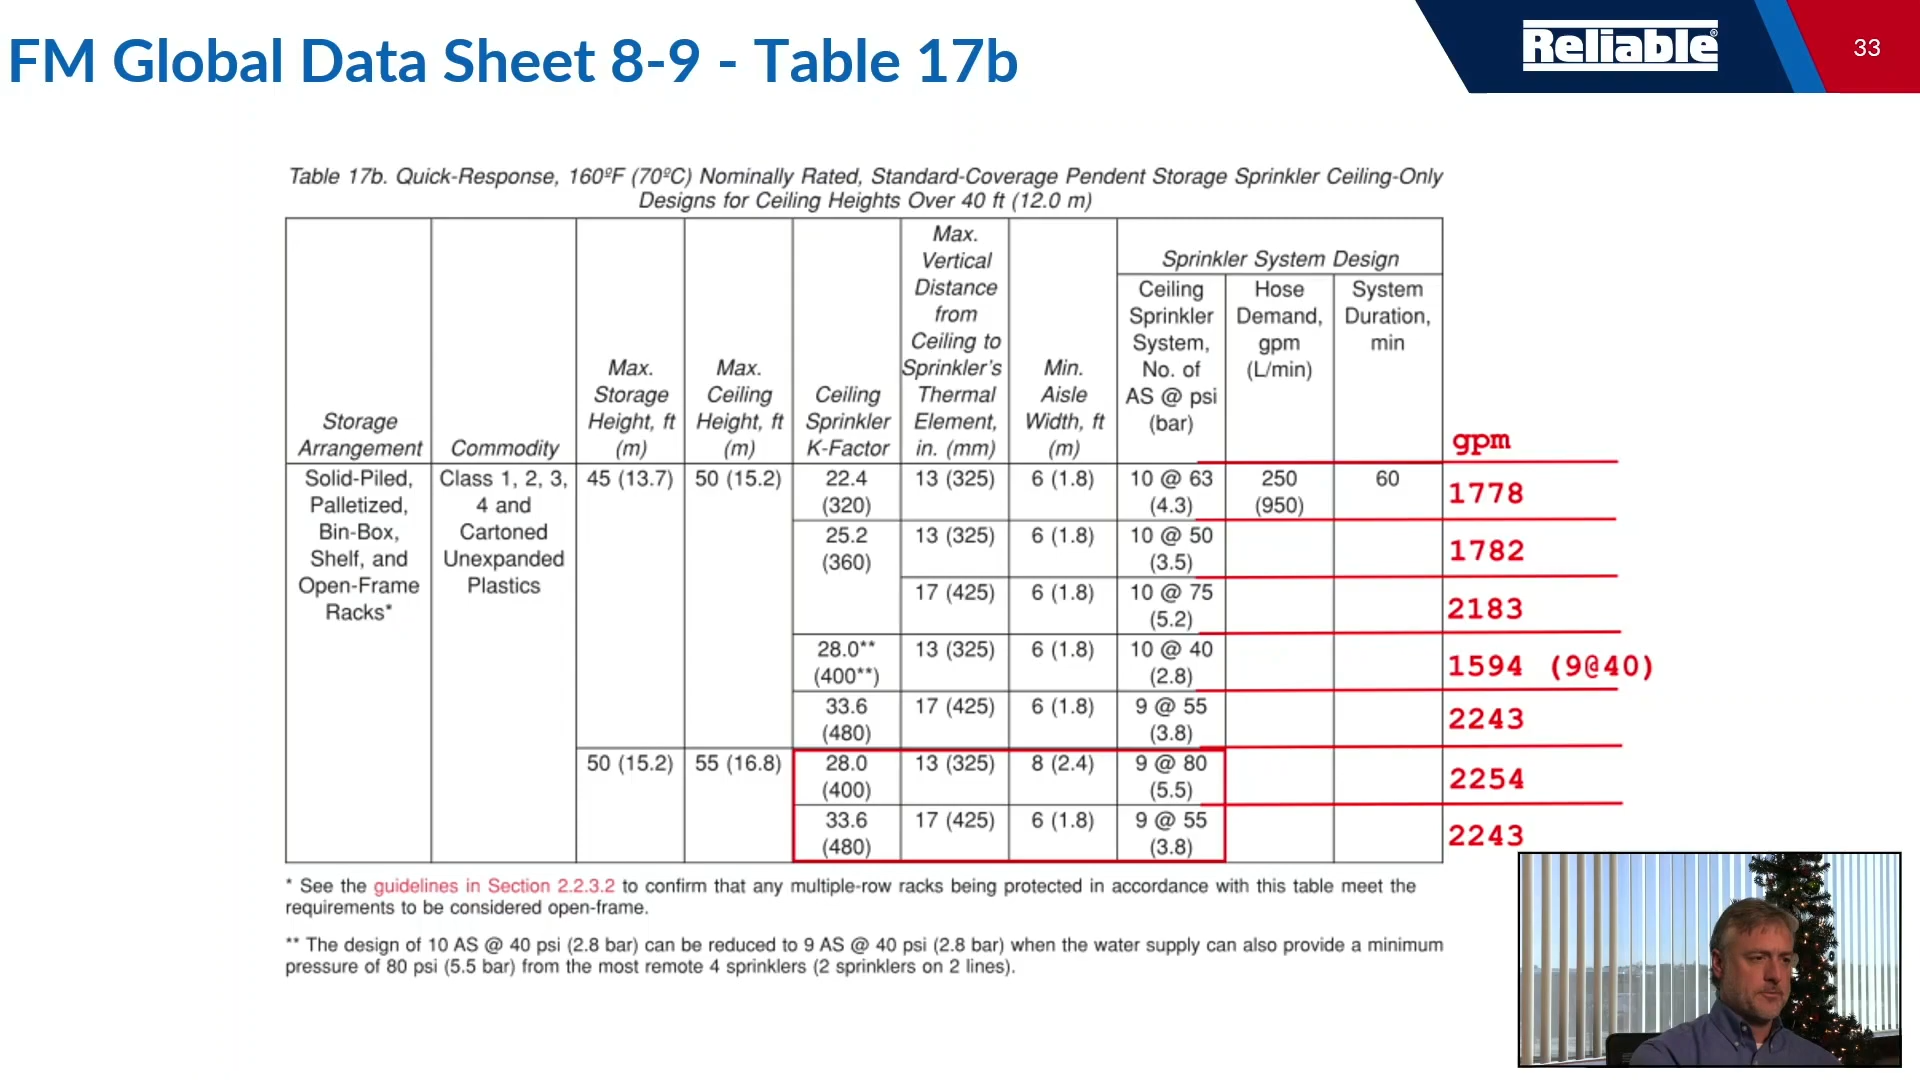 FM Global Data Sheet 8-9 - Table 17b
Reliable®
33
Table 17b. Quick-Response, 160ºF (70ºC) Nominally Rated, Standard-Coverage Pendent Storage Sprinkler Ceiling-Only
Designs for Ceiling Heights Over 40 ft (12.0 m)
Storage
Arrangement
Commodity
Max.
Storage
Height, ft
(m)
Max.
Ceiling
Height, ft
(m)
Ceiling
Sprinkler
K-Factor
Max.
Vertical
Distance
from
Ceiling to
Sprinkler's
Thermal
Element,
in. (mm)
Min.
Aisle
Width, ft
(m)
Sprinkler System Design
Ceiling
Sprinkler
System,
No. of
AS @ psi
(bar)
Hose
Demand,
gpm
(L/min)
System
Duration,
min
gpm
Solid-Piled,
Palletized,
Bin-Box,
Shelf, and
Open-Frame
Racks*
Class 1, 2, 3,
4 and
Cartoned
Unexpanded
Plastics
45 (13.7)
50 (15.2)
22.4
(320)
13 (325)
6 (1.8)
10 @ 63
(4.3)
250
(950)
60
1778
25.2
(360)
13 (325)
6 (1.8)
10 @ 50
(3.5)
1782
17 (425)
6 (1.8)
10 @ 75
(5.2)
2183
28.0**
(400**)
13 (325)
6 (1.8)
10 @ 40
(2.8)
1594 (9@40)
33.6
(480)
17 (425)
6 (1.8)
9 @ 55
(3.8)
2243
50 (15.2)
55 (16.8)
28.0
(400)
13 (325)
8 (2.4)
9 @ 80
(5.5)
2254
33.6
(480)
17 (425)
6 (1.8)
9 @ 55
(3.8)
2243
* See the guidelines in Section 2.2.3.2 to confirm that any multiple-row racks being protected in accordance with this table meet the
requirements to be considered open-frame.
** The design of 10 AS @ 40 psi (2.8 bar) can be reduced to 9 AS @ 40 psi (2.8 bar) when the water supply can also provide a minimum
pressure of 80 psi (5.5 bar) from the most remote 4 sprinklers (2 sprinklers on 2 lines).